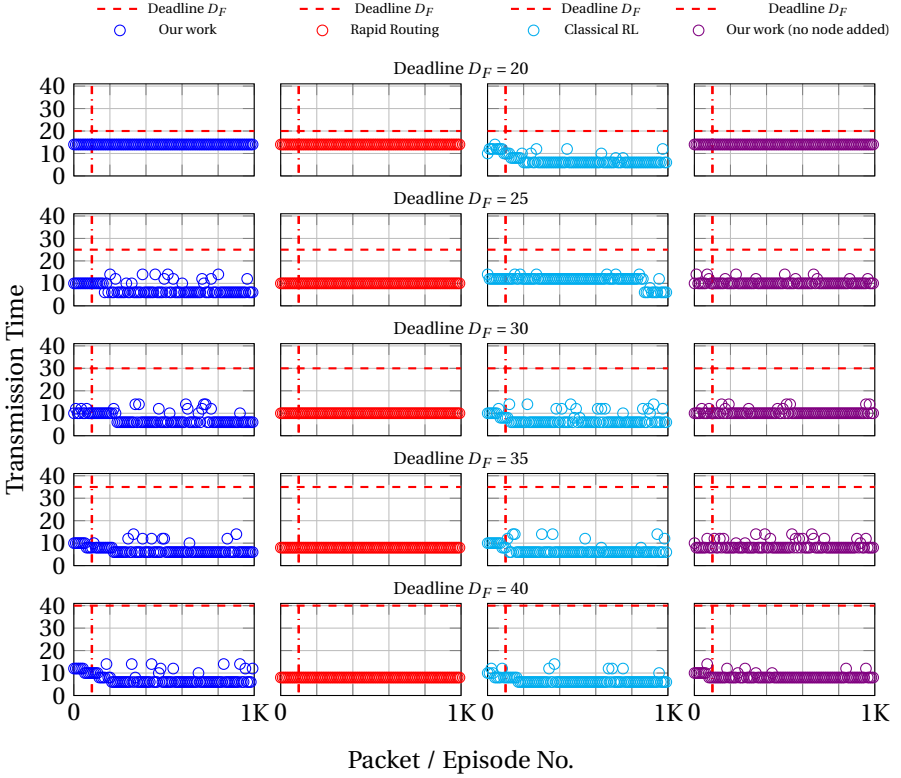 Deadline D_F Deadline D_F Deadline D_F Deadline D_F
Our work Rapid Routing Classical RL Our work (no node added)
Deadline D_F = 20
40
30
20
10
0
Deadline D_F = 25
40
30
20
10
0
Deadline D_F = 30
40
30
20
10
0
Deadline D_F = 35
40
30
20
10
0
Deadline D_F = 40
40
30
20
10
0
Transmission Time
0 1K 0 1K 0 1K 0 1K
Packet / Episode No.